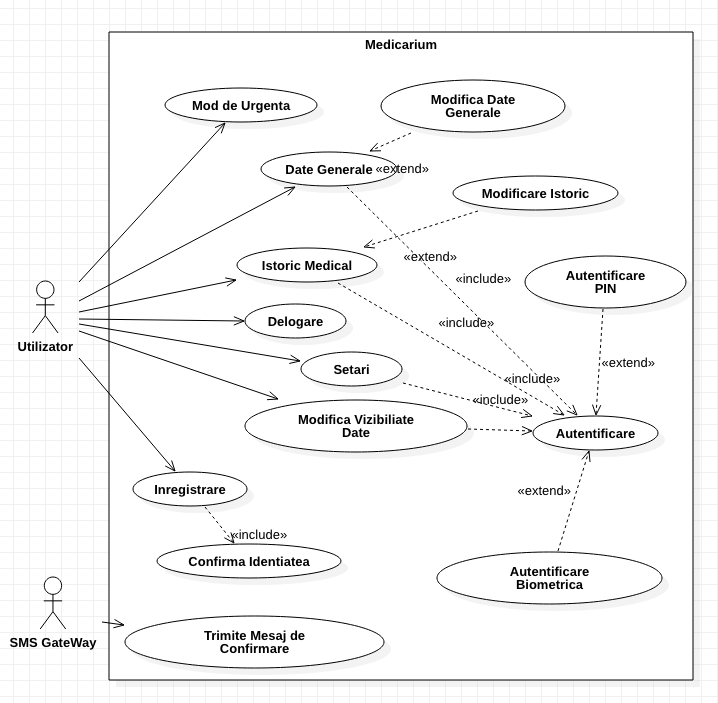 Medicarium
Mod de Urgenta
Modifica Date
Generale
Date Generale
«extend»
Modificare Istoric
«extend»
Istoric Medical
«include»
Autentificare
PIN
Utilizator
Delogare
«include»
Setari
«extend»
«include»
«include»
Modifica Vizibiliate
Date
Autentificare
Inregistrare
«extend»
«include»
Confirma Identiatea
Autentificare
Biometrica
SMS GateWay
Trimite Mesaj de
Confirmare